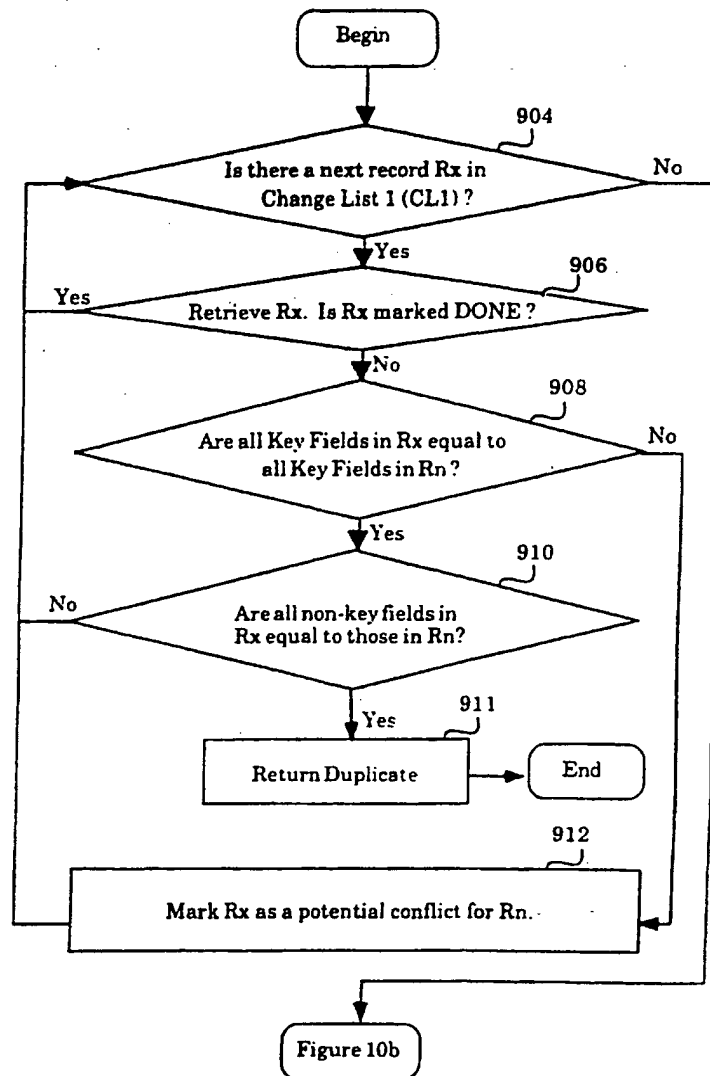 Begin
904
Is there a next record Rx in
Change List 1 (CL1) ?
No
Yes
906
Yes
Retrieve Rx. Is Rx marked DONE ?
No
908
No
Are all Key Fields in Rx equal to
all Key Fields in Rn ?
Yes
910
No
Are all non-key fields in
Rx equal to those in Rn?
Yes
911
Return Duplicate
End
912
Mark Rx as a potential conflict for Rn.
Figure 10b